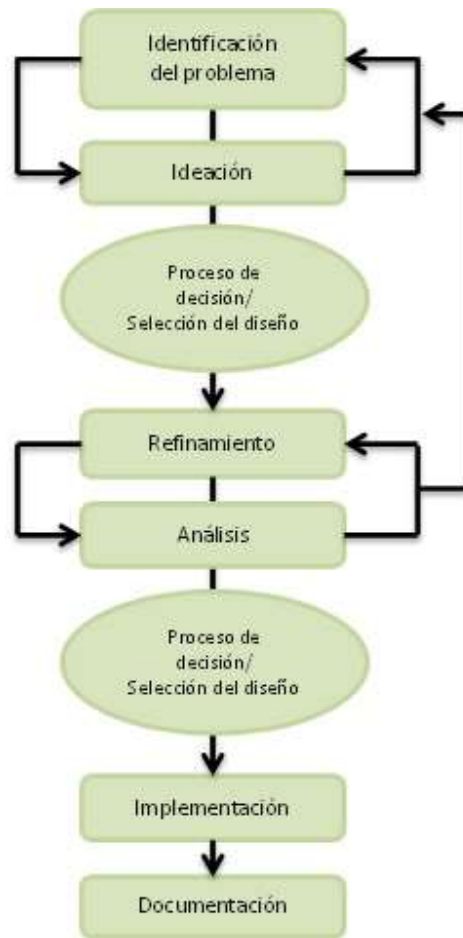 Identificación
del problema
Ideación
Proceso de
decisión/
Selección del diseño
Refinamiento
Análisis
Proceso de
decisión/
Selección del diseño
Implementación
Documentación